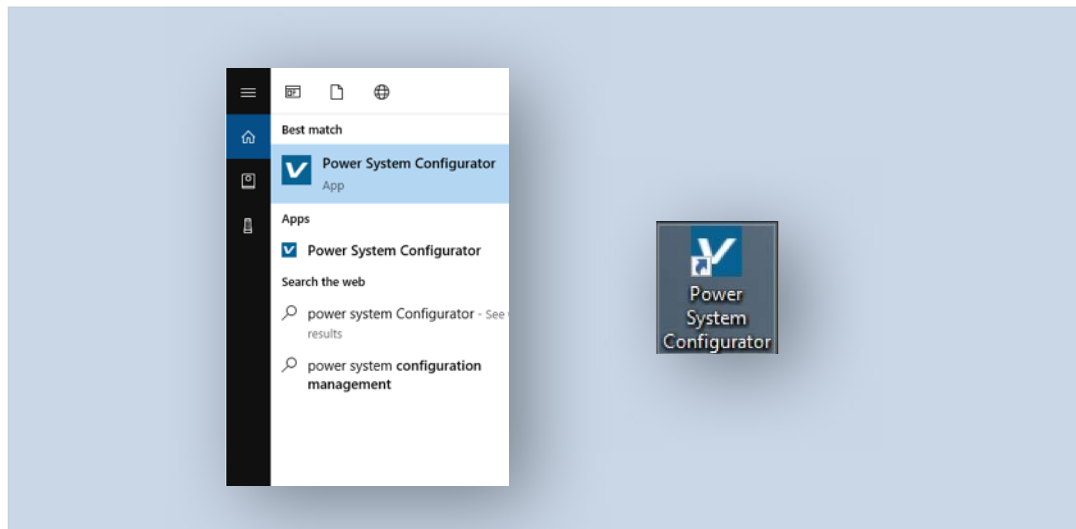 Best match
Power System Configurator
App
Apps
Power System Configurator
Search the web
power system Configurator - See
results
power system configuration
management
Power
System
Configurator